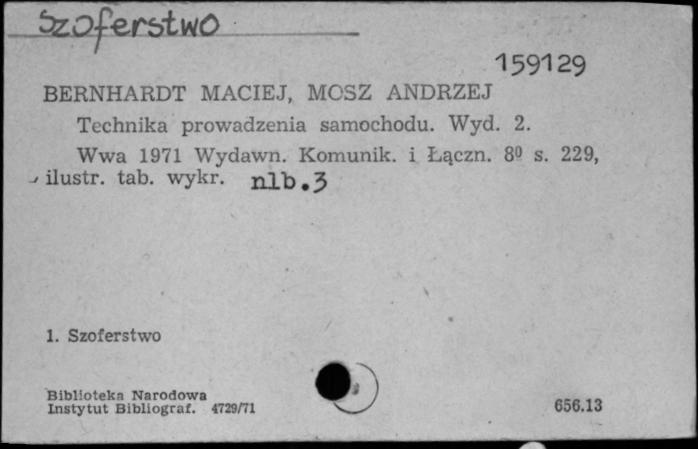 Szoferstwo
159129
BERNHARDT MACIEJ, MOSZ ANDRZEJ
Technika prowadzenia samochodu. Wyd. 2.
Wwa 1971 Wydawn. Komunik. i Łączn. 8⁰ s. 229,
ilustr. tab. wykr. nlb.3
1. Szoferstwo
Biblioteka Narodowa
Instytut Bibliograf. 4729/71
656.13